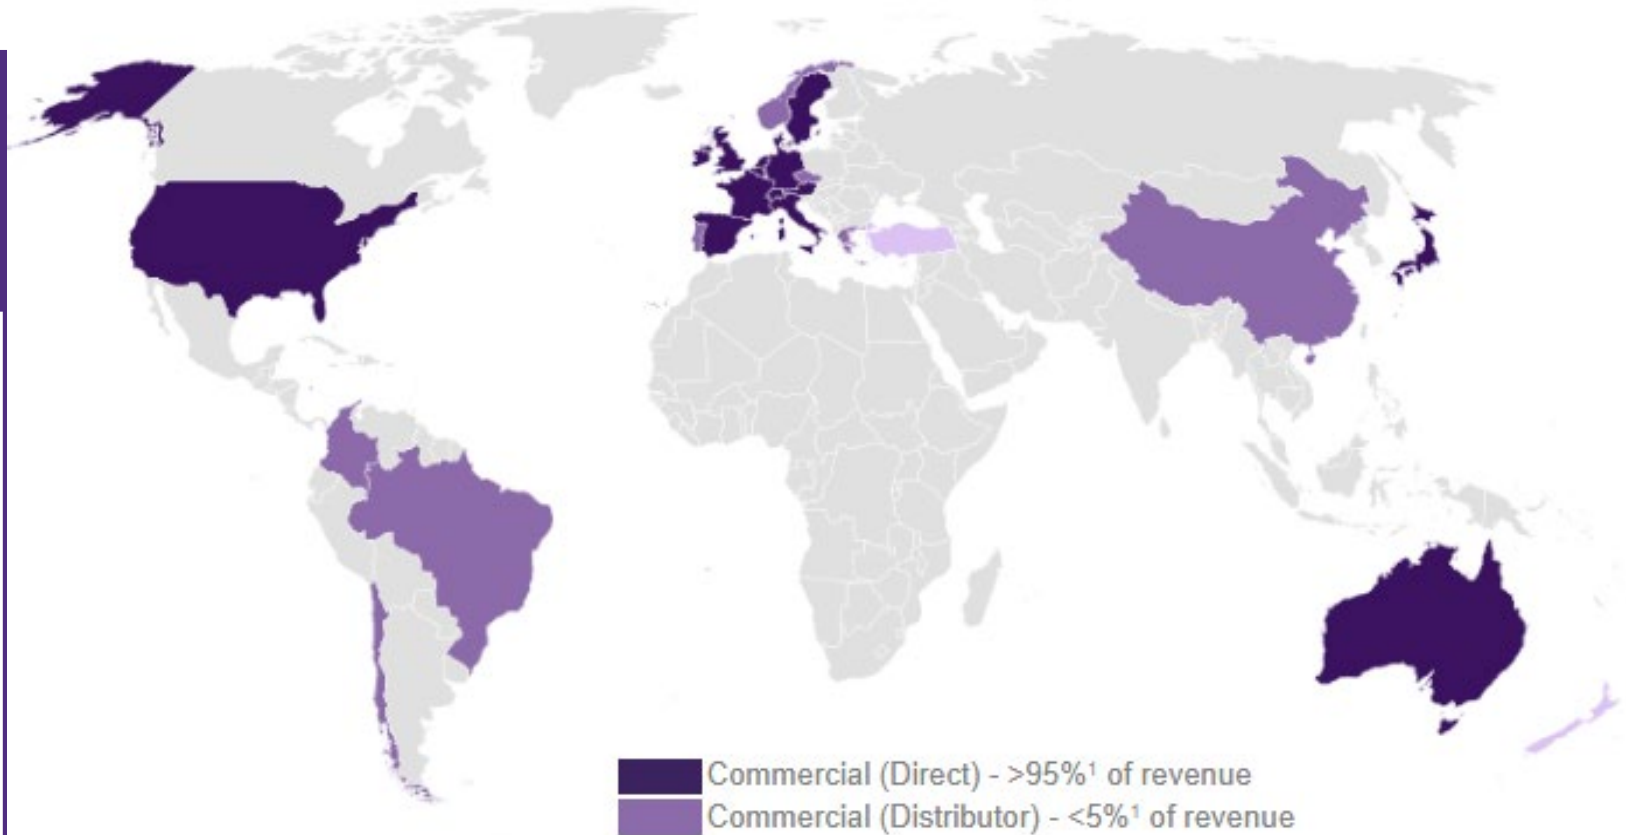 Commercial (Direct) - >95%¹ of revenue
Commercial (Distributor) - <5%¹ of revenue